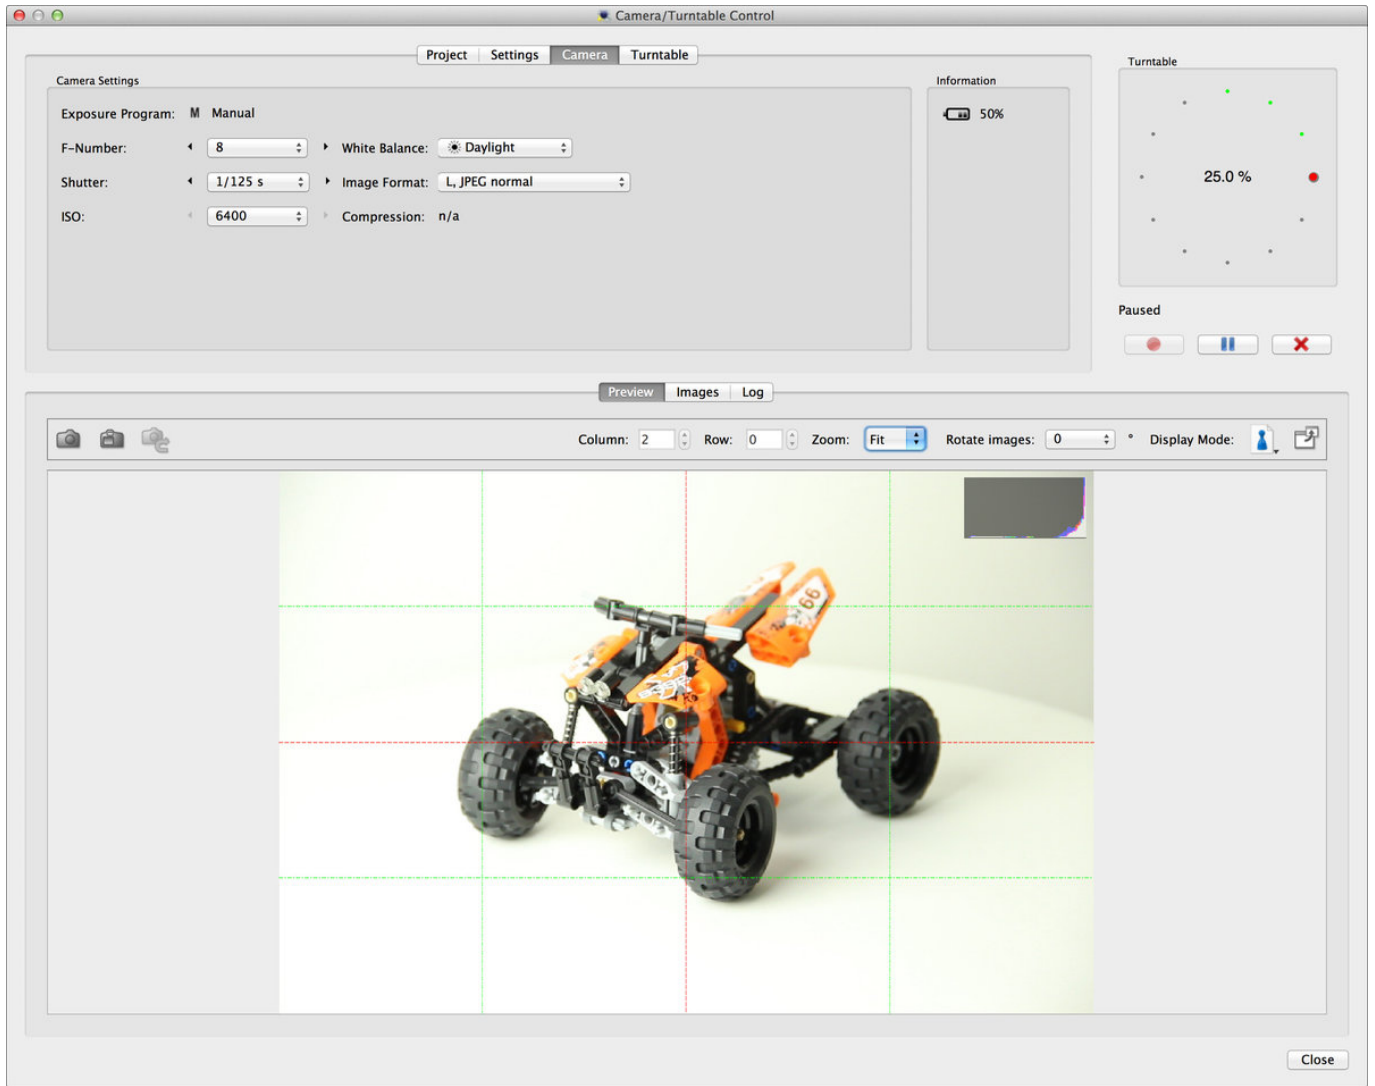 Camera/Turntable Control
Project Settings Camera Turntable
Camera Settings
Information
Turntable
Exposure Program: M Manual
50%
F-Number: 8 White Balance: Daylight
Shutter: 1/125 s Image Format: L, JPEG normal
25.0 %
ISO: 6400 Compression: n/a
Paused
Preview Images Log
Column: 2 Row: 0 Zoom: Fit Rotate images: 0 ° Display Mode:
66
Close